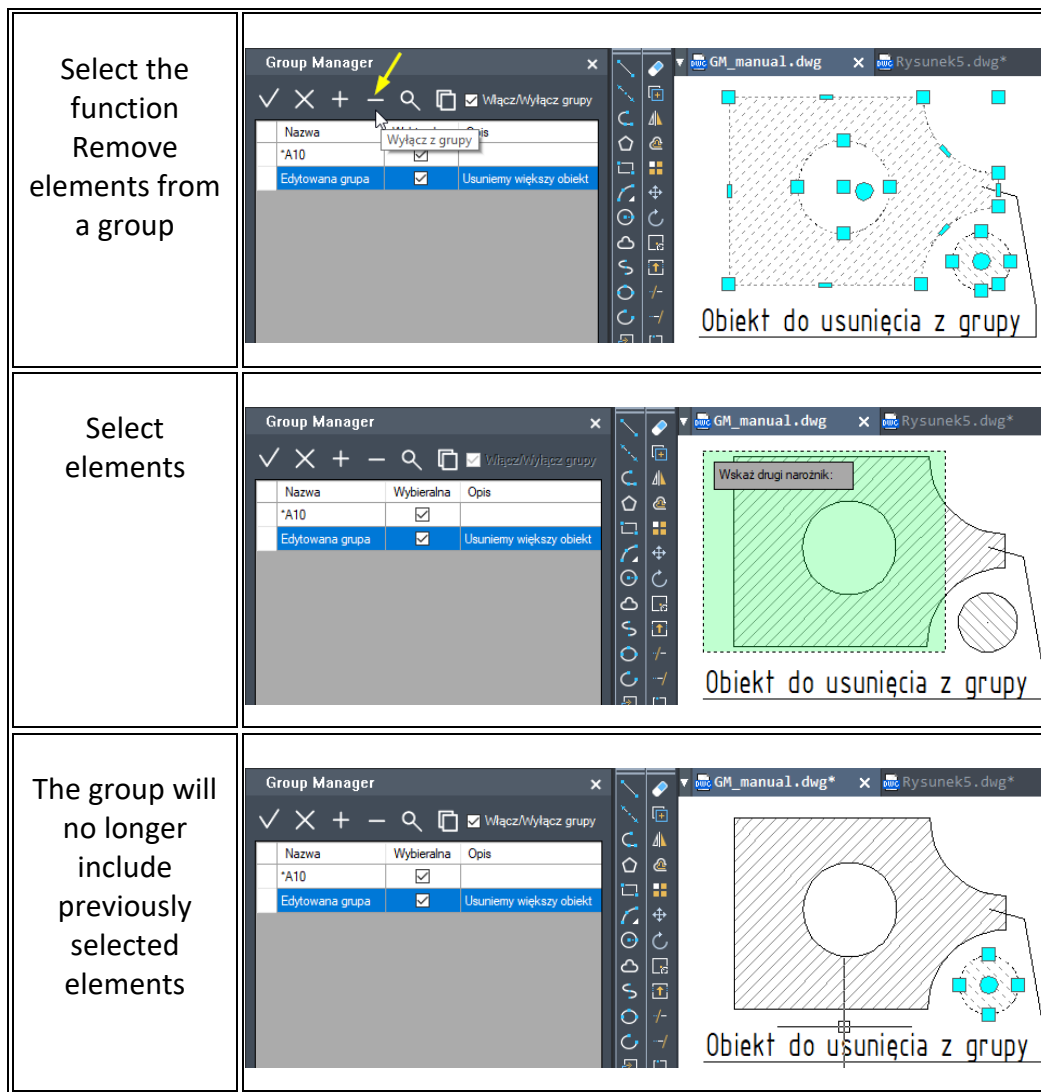 Select the
function
Remove
elements from
a group
Group Manager
GM_manual.dwg
Rysunek5.dwg*
Włącz/Wyłącz grupy
Nazwa
Opis
Wyłącz z grupy
*A10
Edytowana grupa
Usuniemy większy obiekt
Obiekt do usunięcia z grupy
Select
elements
Group Manager
GM_manual.dwg
Rysunek5.dwg*
Włącz/Wyłącz grupy
Nazwa Wybieralna Opis
*A10
Edytowana grupa
Usuniemy większy obiekt
Wskaż drugi narożnik:
Obiekt do usunięcia z grupy
The group will
no longer
include
previously
selected
elements
Group Manager
GM_manual.dwg*
Rysunek5.dwg*
Włącz/Wyłącz grupy
Nazwa Wybieralna Opis
*A10
Edytowana grupa
Usuniemy większy obiekt
Obiekt do usunięcia z grupy